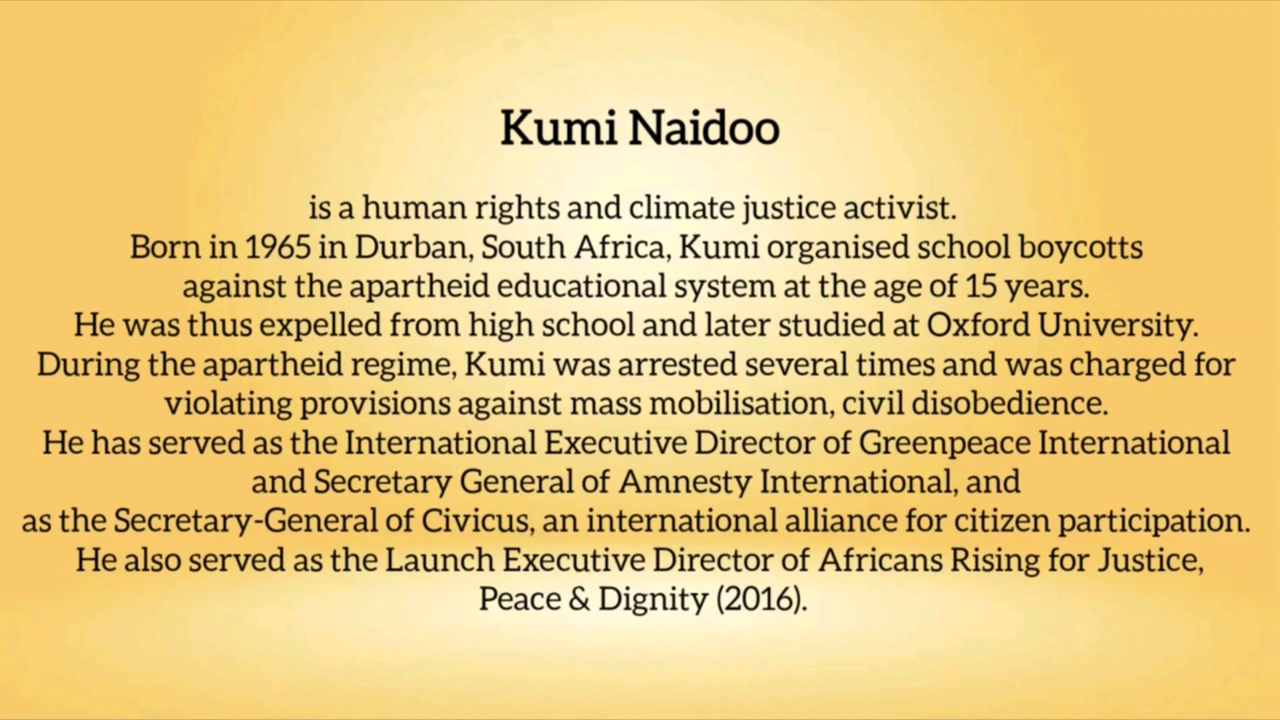 Kumi Naidoo
is a human rights and climate justice activist.
Born in 1965 in Durban, South Africa, Kumi organised school boycotts
against the apartheid educational system at the age of 15 years.
He was thus expelled from high school and later studied at Oxford University.
During the apartheid regime, Kumi was arrested several times and was charged for
violating provisions against mass mobilisation, civil disobedience.
He has served as the International Executive Director of Greenpeace International
and Secretary General of Amnesty International, and
as the Secretary-General of Civicus, an international alliance for citizen participation.
He also served as the Launch Executive Director of Africans Rising for Justice,
Peace & Dignity (2016).